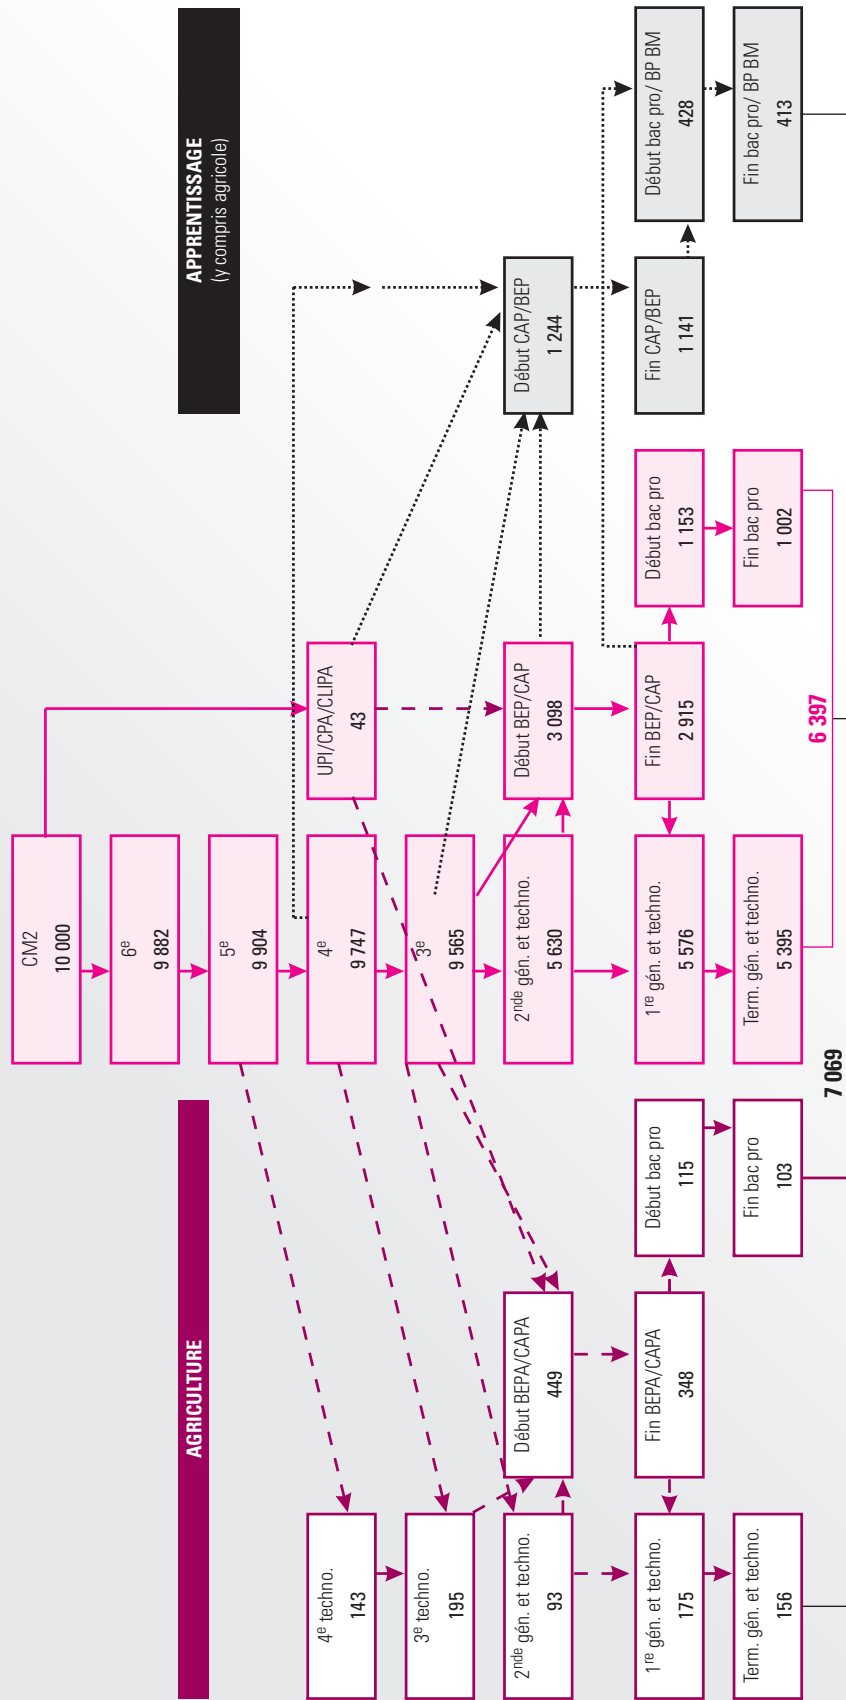 AGRICULTURE
APPRENTISSAGE
(y compris agricole)
CM2
10 000
6e
9 882
5e
9 904
4e techno.
143
4e
9 747
UPI/CPA/CLIPA
43
3e techno.
195
3e
9 565
2nde gén. et techno.
93
Début BEPA/CAPA
449
2nde gén. et techno.
5 630
Début BEP/CAP
3 098
Début CAP/BEP
1 244
1re gén. et techno.
175
Fin BEPA/CAPA
348
Début bac pro
115
1re gén. et techno.
5 576
Fin BEP/CAP
2 915
Début bac pro
1 153
Fin CAP/BEP
1 141
Début bac pro/ BP BM
428
Term. gén. et techno.
156
Fin bac pro
103
Term. gén. et techno.
5 395
Fin bac pro
1 002
Fin bac pro/ BP BM
413
6 397
7 069